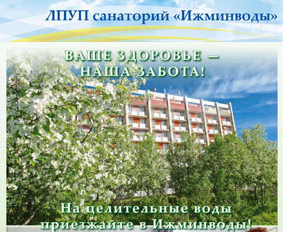 ЛПУП санаторий «Ижминводы»
ВАШЕ ЗДОРОВЬЕ —
НАША ЗАБОТА!
На целительные воды
приезжайте в Ижминводы!